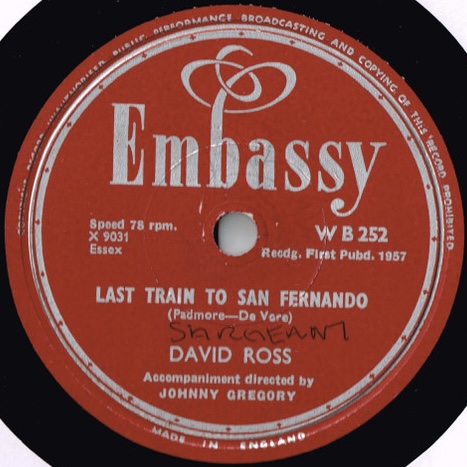 UNAUTHORISED PUBLIC PERFORMANCE BROADCASTING AND COPYING OF THIS RECORD PROHIBITED
Embassy
Speed 78 rpm.
X 9031
Essex
WB 252
Recdg. First Pubd. 1957
LAST TRAIN TO SAN FERNANDO
(Padmore—De Vere)
SARGEANT
DAVID ROSS
Accompaniment directed by
JOHNNY GREGORY
MADE IN ENGLAND